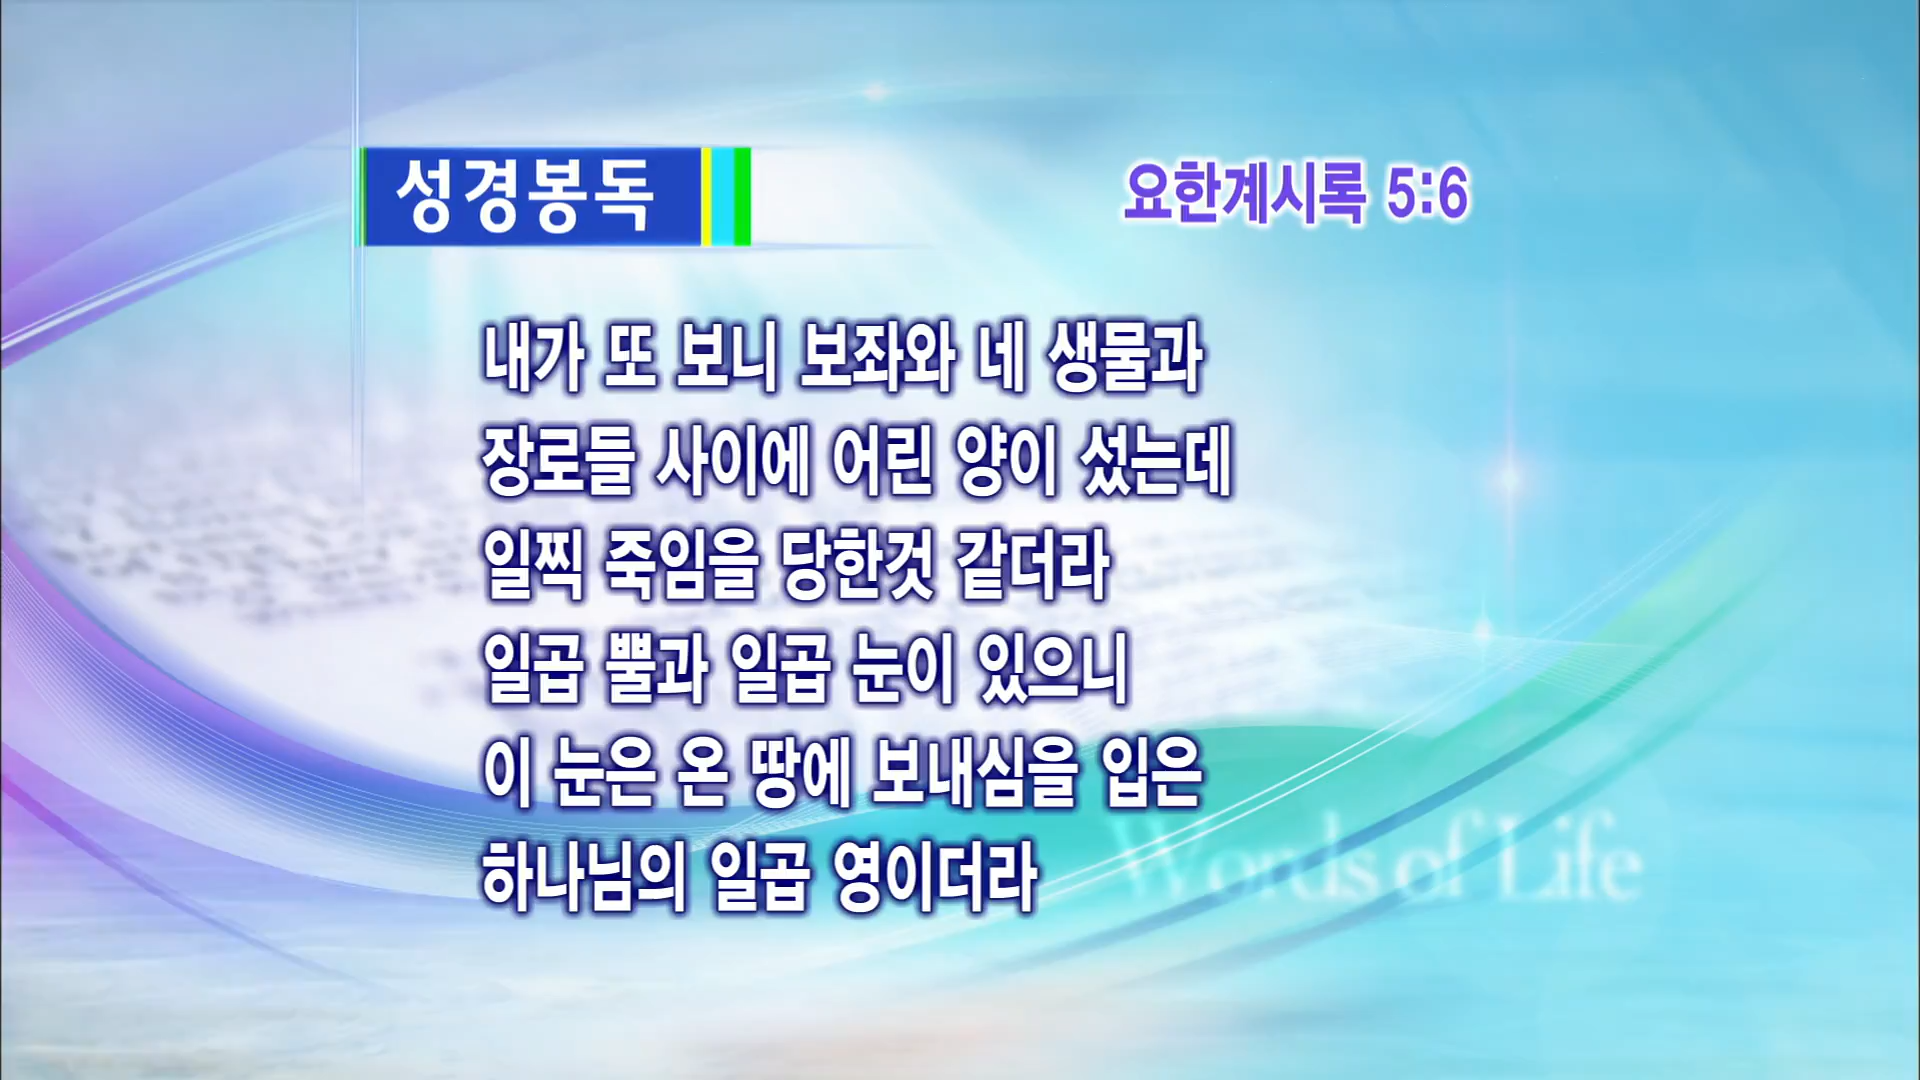 성경봉독
요한계시록 5:6
내가 또 보니 보좌와 네 생물과
장로들 사이에 어린 양이 섰는데
일찍 죽임을 당한것 같더라
일곱 뿔과 일곱 눈이 있으니
이 눈은 온 땅에 보내심을 입은
하나님의 일곱 영이더라
Words of Life